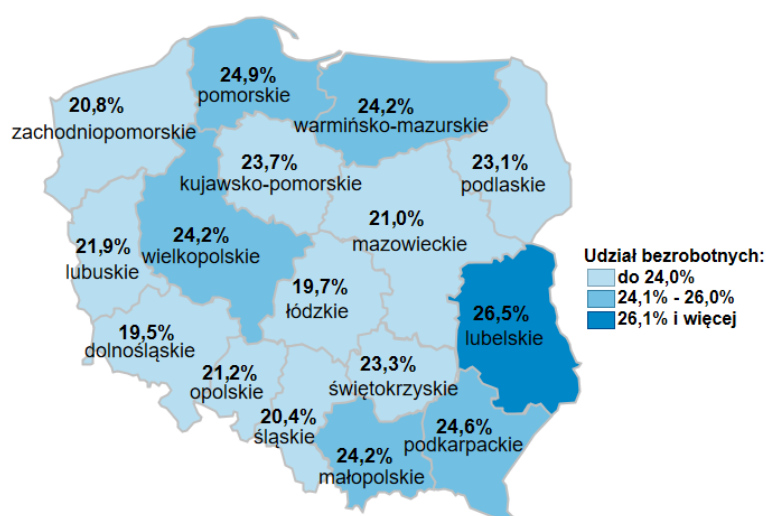 24,9%
pomorskie
20,8%
zachodniopomorskie
24,2%
warmińsko-mazurskie
23,7%
kujawsko-pomorskie
23,1%
podlaskie
21,0%
mazowieckie
21,9%
lubuskie
24,2%
wielkopolskie
19,7%
łódzkie
Udział bezrobotnych:
do 24,0%
24,1% - 26,0%
26,1% i więcej
26,5%
lubelskie
19,5%
dolnośląskie
21,2%
opolskie
23,3%
świętokrzyskie
20,4%
śląskie
24,2%
małopolskie
24,6%
podkarpackie